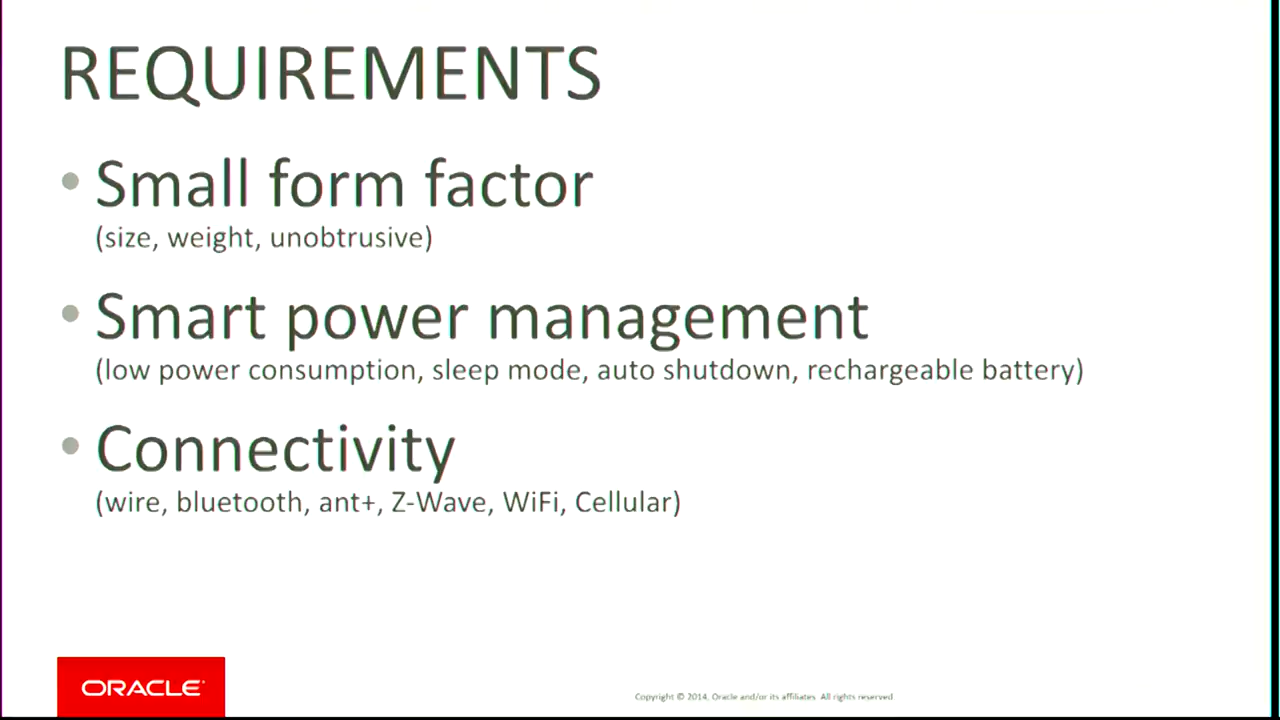 REQUIREMENTS
• Small form factor
(size, weight, unobtrusive)
• Smart power management
(low power consumption, sleep mode, auto shutdown, rechargeable battery)
• Connectivity
(wire, bluetooth, ant+, Z-Wave, WiFi, Cellular)
ORACLE
Copyright © 2014, Oracle and/or its affiliates. All rights reserved.